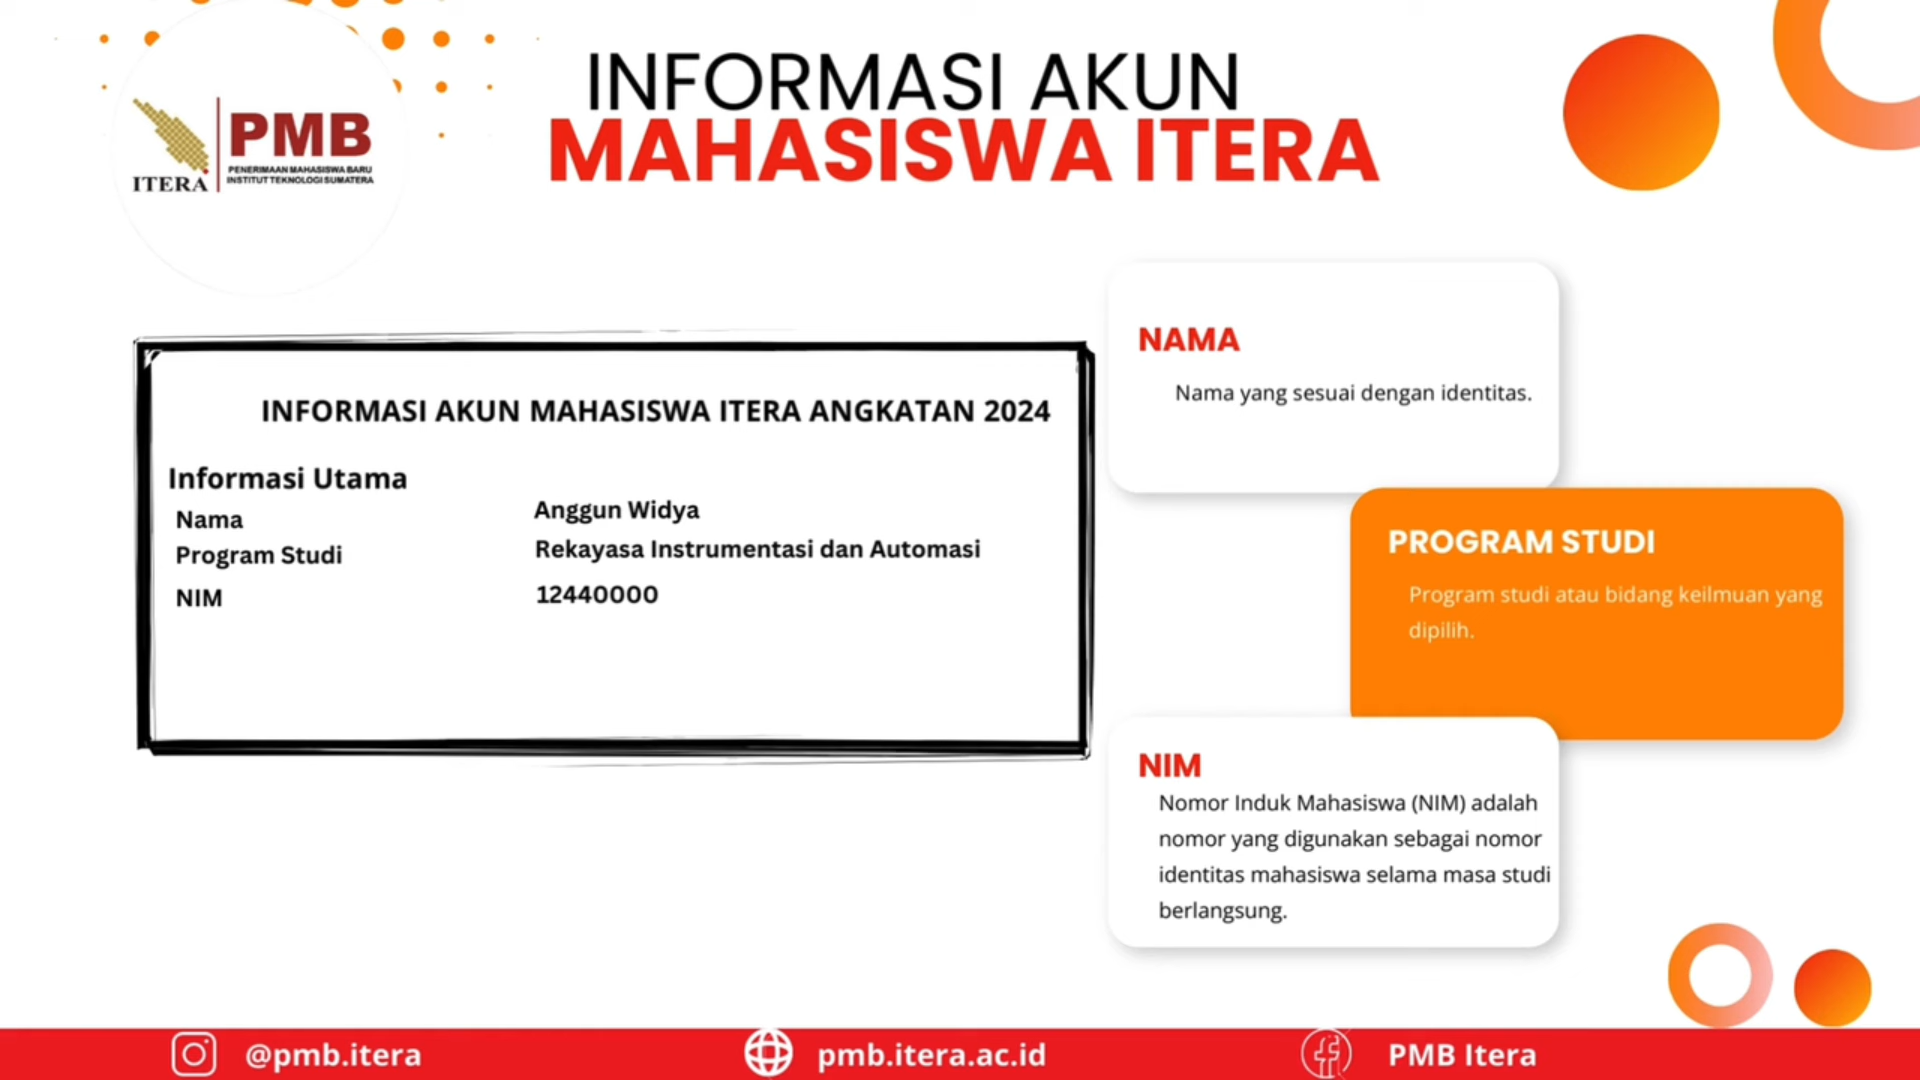 INFORMASI AKUN
MAHASISWA ITERA
ITERA
PMB
PENERIMAAN MAHASISWA BARU
INSTITUT TEKNOLOGI SUMATERA
INFORMASI AKUN MAHASISWA ITERA ANGKATAN 2024
Informasi Utama
Nama Anggun Widya
Program Studi Rekayasa Instrumentasi dan Automasi
NIM 12440000
NAMA
Nama yang sesuai dengan identitas.
PROGRAM STUDI
Program studi atau bidang keilmuan yang
dipilih.
NIM
Nomor Induk Mahasiswa (NIM) adalah
nomor yang digunakan sebagai nomor
identitas mahasiswa selama masa studi
berlangsung.
@pmb.itera
pmb.itera.ac.id
PMB Itera